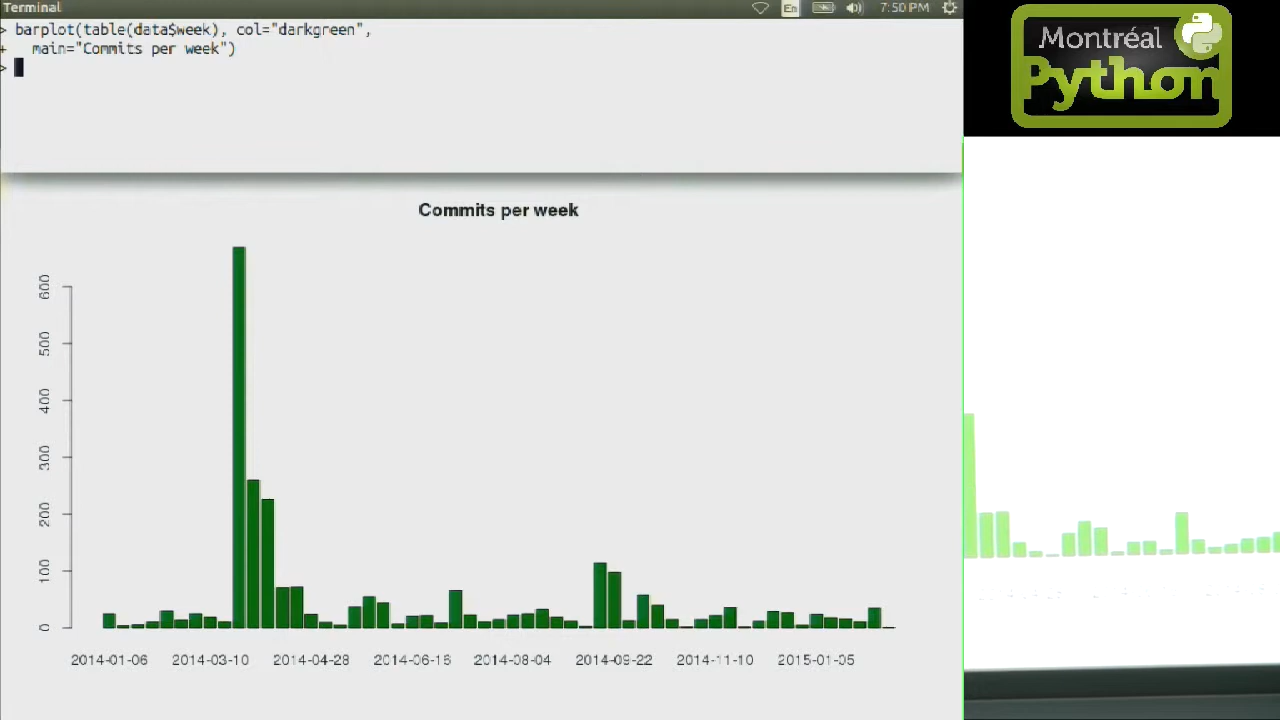 Terminal
En
7:50 PM
> barplot(table(data$week), col="darkgreen",
+ main="Commits per week")
>
Montréal
Python
Commits per week
600
500
400
300
200
100
0
2014-01-06 2014-03-10 2014-04-28 2014-06-16 2014-08-04 2014-09-22 2014-11-10 2015-01-05